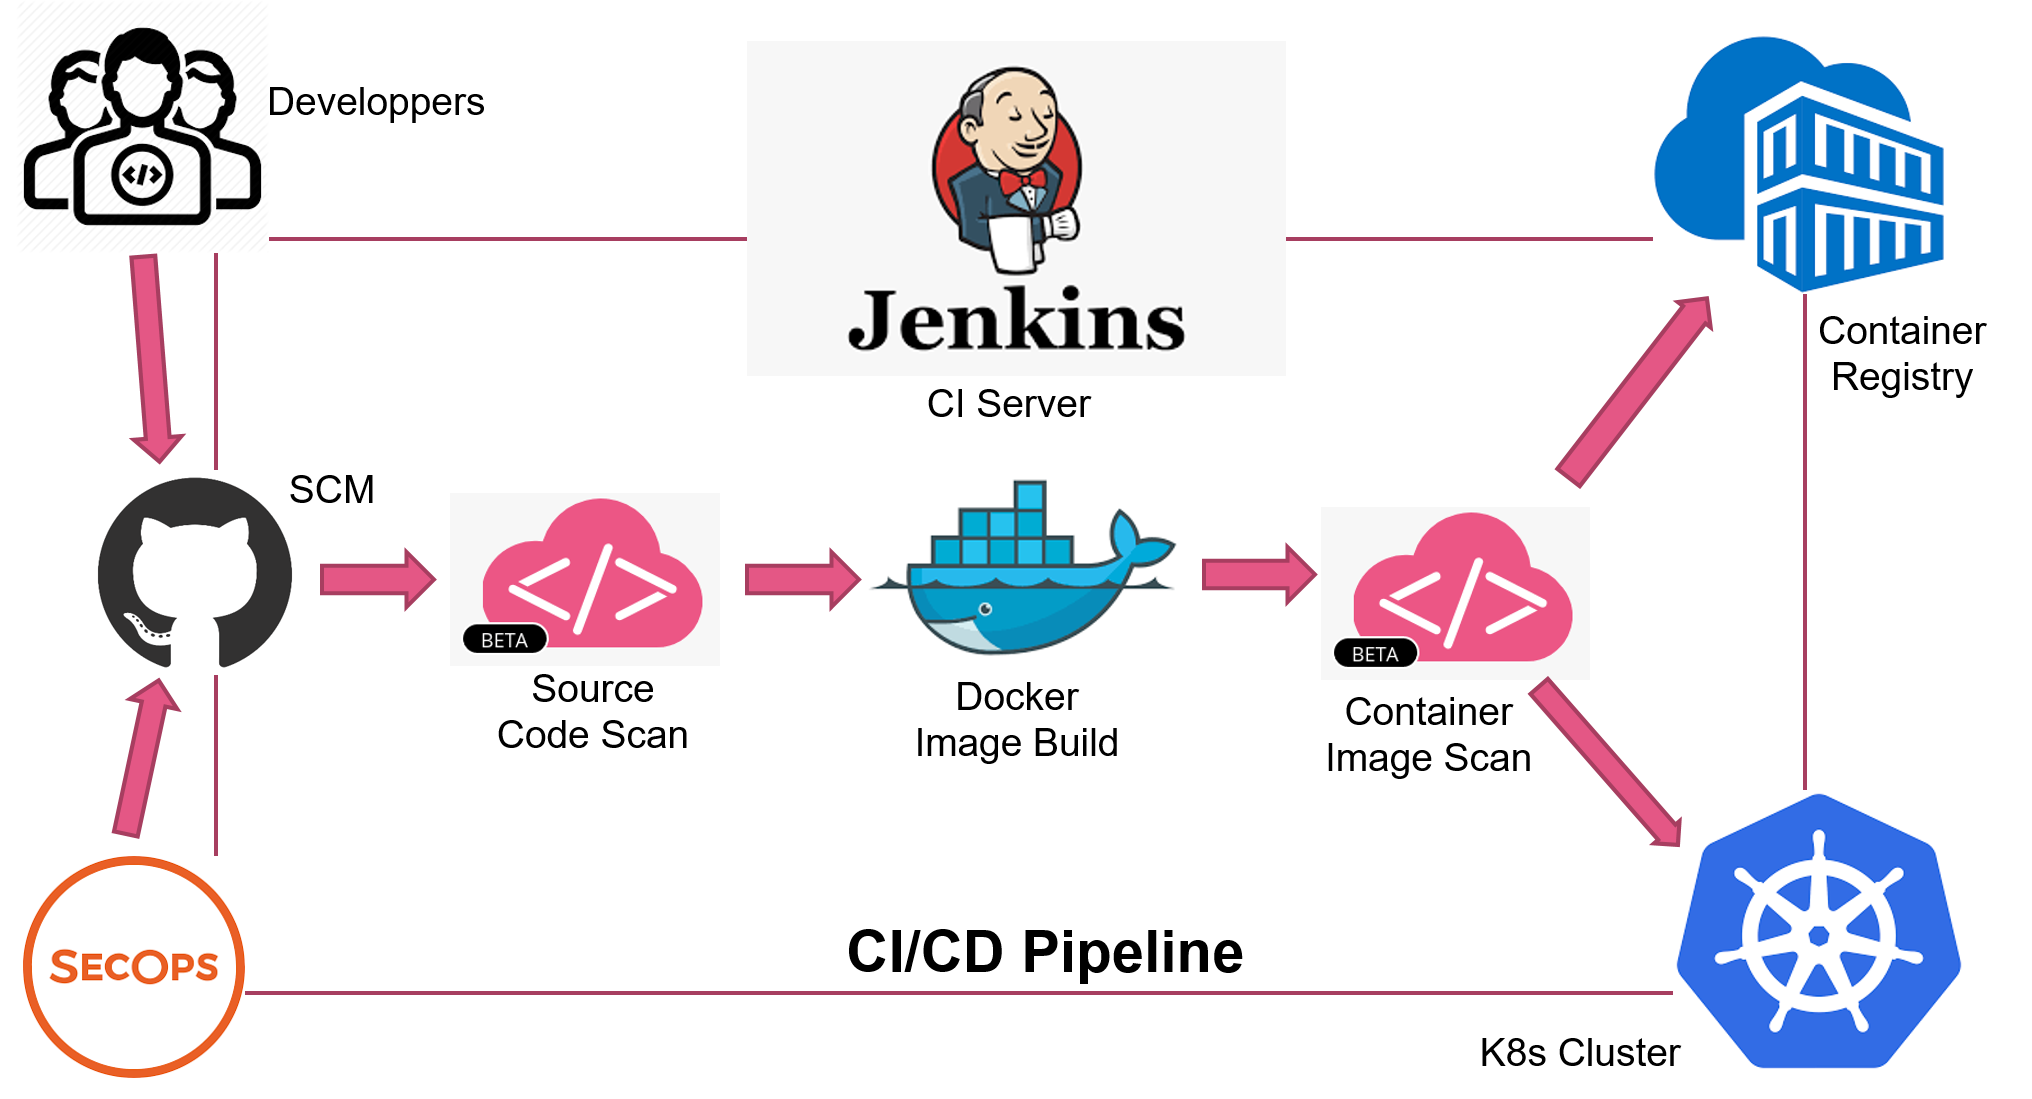 Developpers
Jenkins
CI Server
Container
Registry
SCM
</>
BETA
Source
Code Scan
Docker
Image Build
</>
BETA
Container
Image Scan
SECOPS
CI/CD Pipeline
K8s Cluster